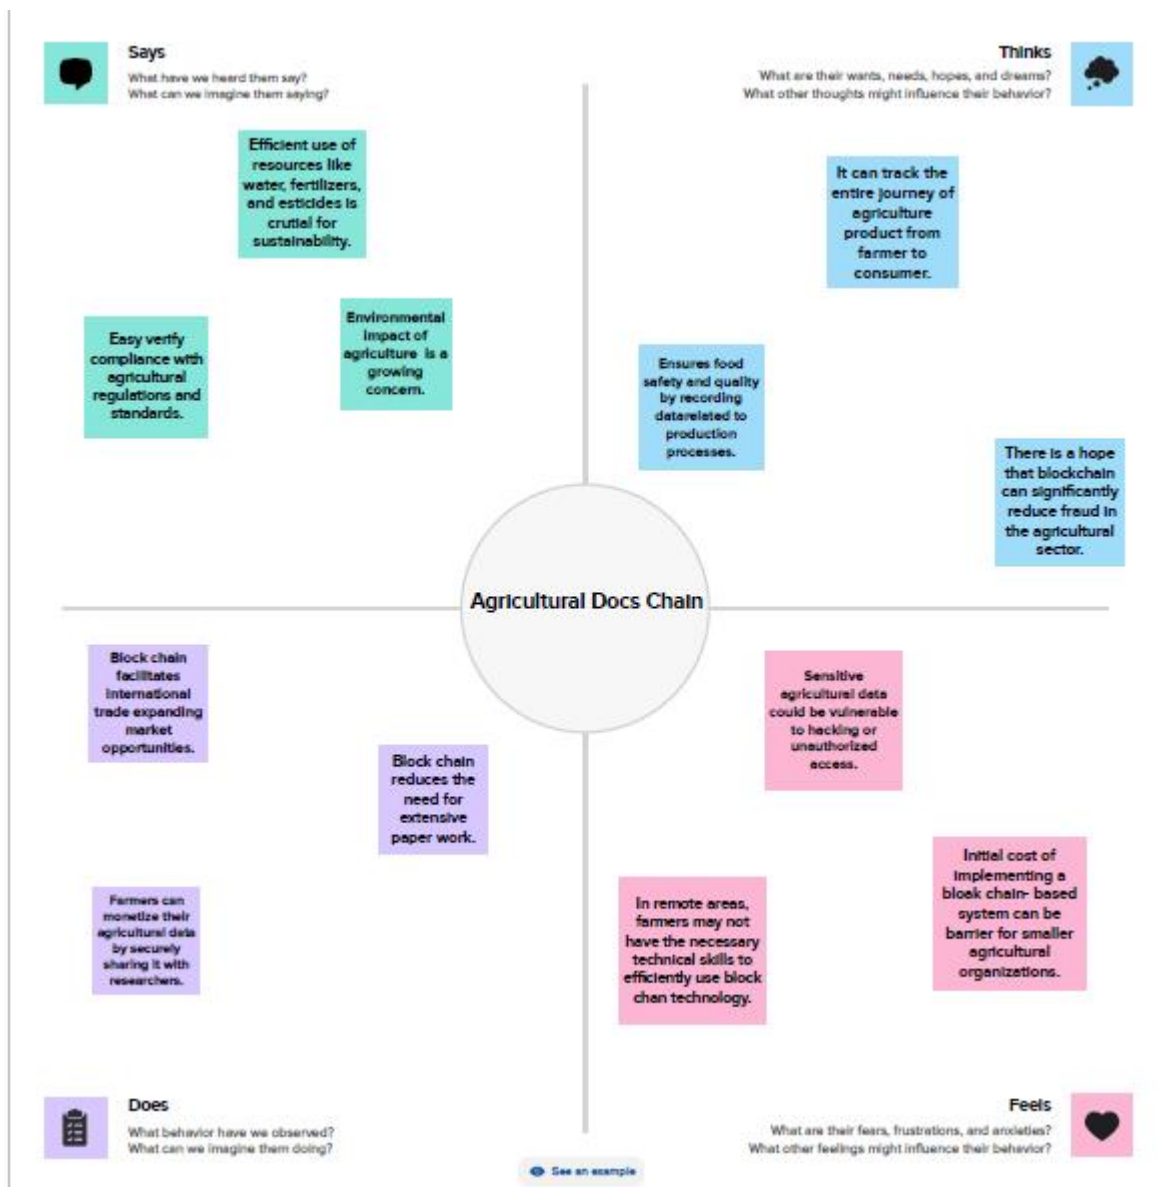 Says
What have we heard them say?
What can we imagine them saying?
Thinks
What are their wants, needs, hopes, and dreams?
What other thoughts might influence their behavior?
Efficient use of
resources like
water, fertilizers,
and esticides is
crutial for
sustainability.
Easy verify
compliance with
agricultural
regulations and
standards.
Environmental
impact of
agriculture is a
growing
concern.
It can track the
entire journey of
agriculture
product from
farmer to
consumer.
Ensures food
safety and quality
by recording
datarelated to
production
processes.
There is a hope
that blockchain
can significantly
reduce fraud in
the agricultural
sector.
Agricultural Docs Chain
Block chain
facilitates
international
trade expanding
market
opportunities.
Block chain
reduces the
need for
extensive
paper work.
Farmers can
monetize their
agricultural data
by securely
sharing it with
researchers.
Sensitive
agricultural data
could be vulnerable
to hacking or
unauthorized
access.
In remote areas,
farmers may not
have the necessary
technical skills to
efficiently use block
chan technology.
Initial cost of
implementing a
bloak chain- based
system can be
barrier for smaller
agricultural
organizations.
Does
What behavior have we observed?
What can we imagine them doing?
Feels
What are their fears, frustrations, and anxieties?
What other feelings might influence their behavior?
See an example